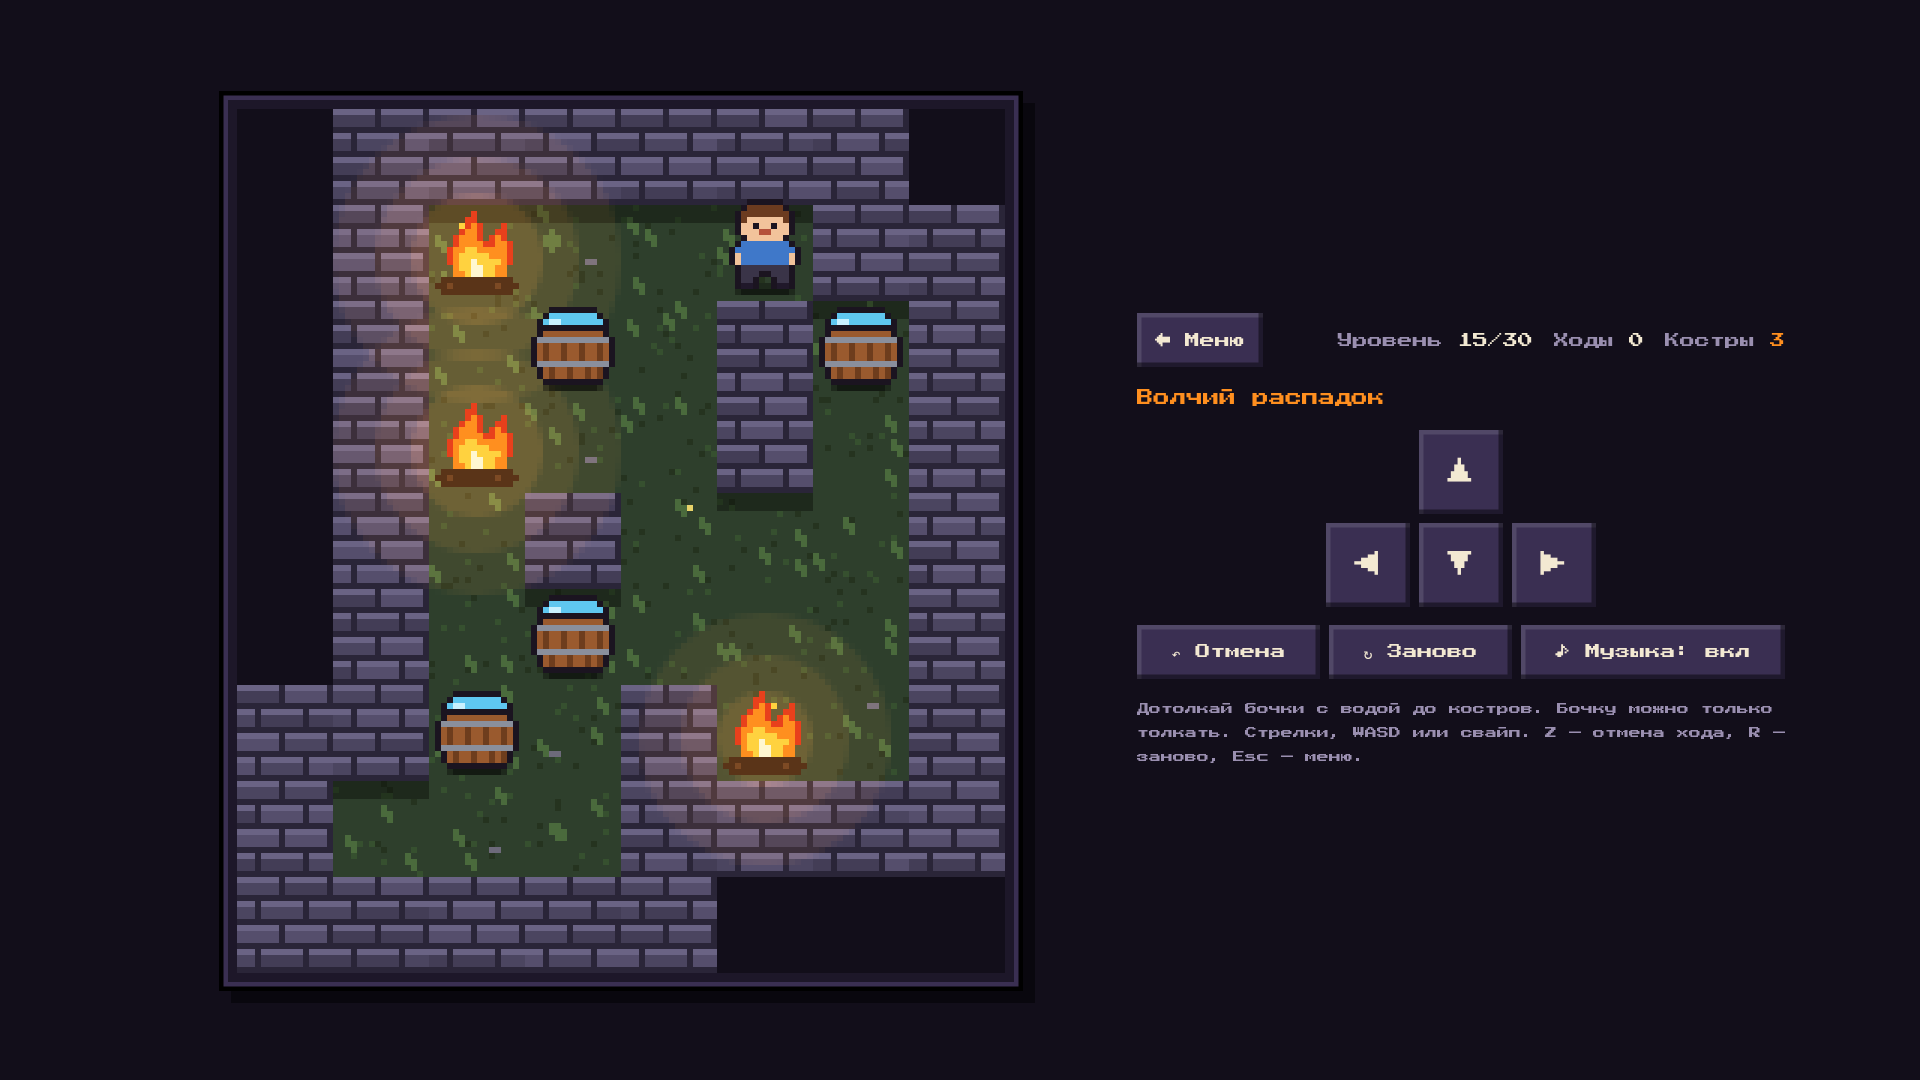 Меню
Уровень 15/30 Ходы 0 Костры 3
Волчий распадок
Отмена
Заново
Музыка: вкл
Дотолкай бочки с водой до костров. Бочку можно только
толкать. Стрелки, WASD или свайп. Z — отмена хода, R —
заново, Esc — меню.